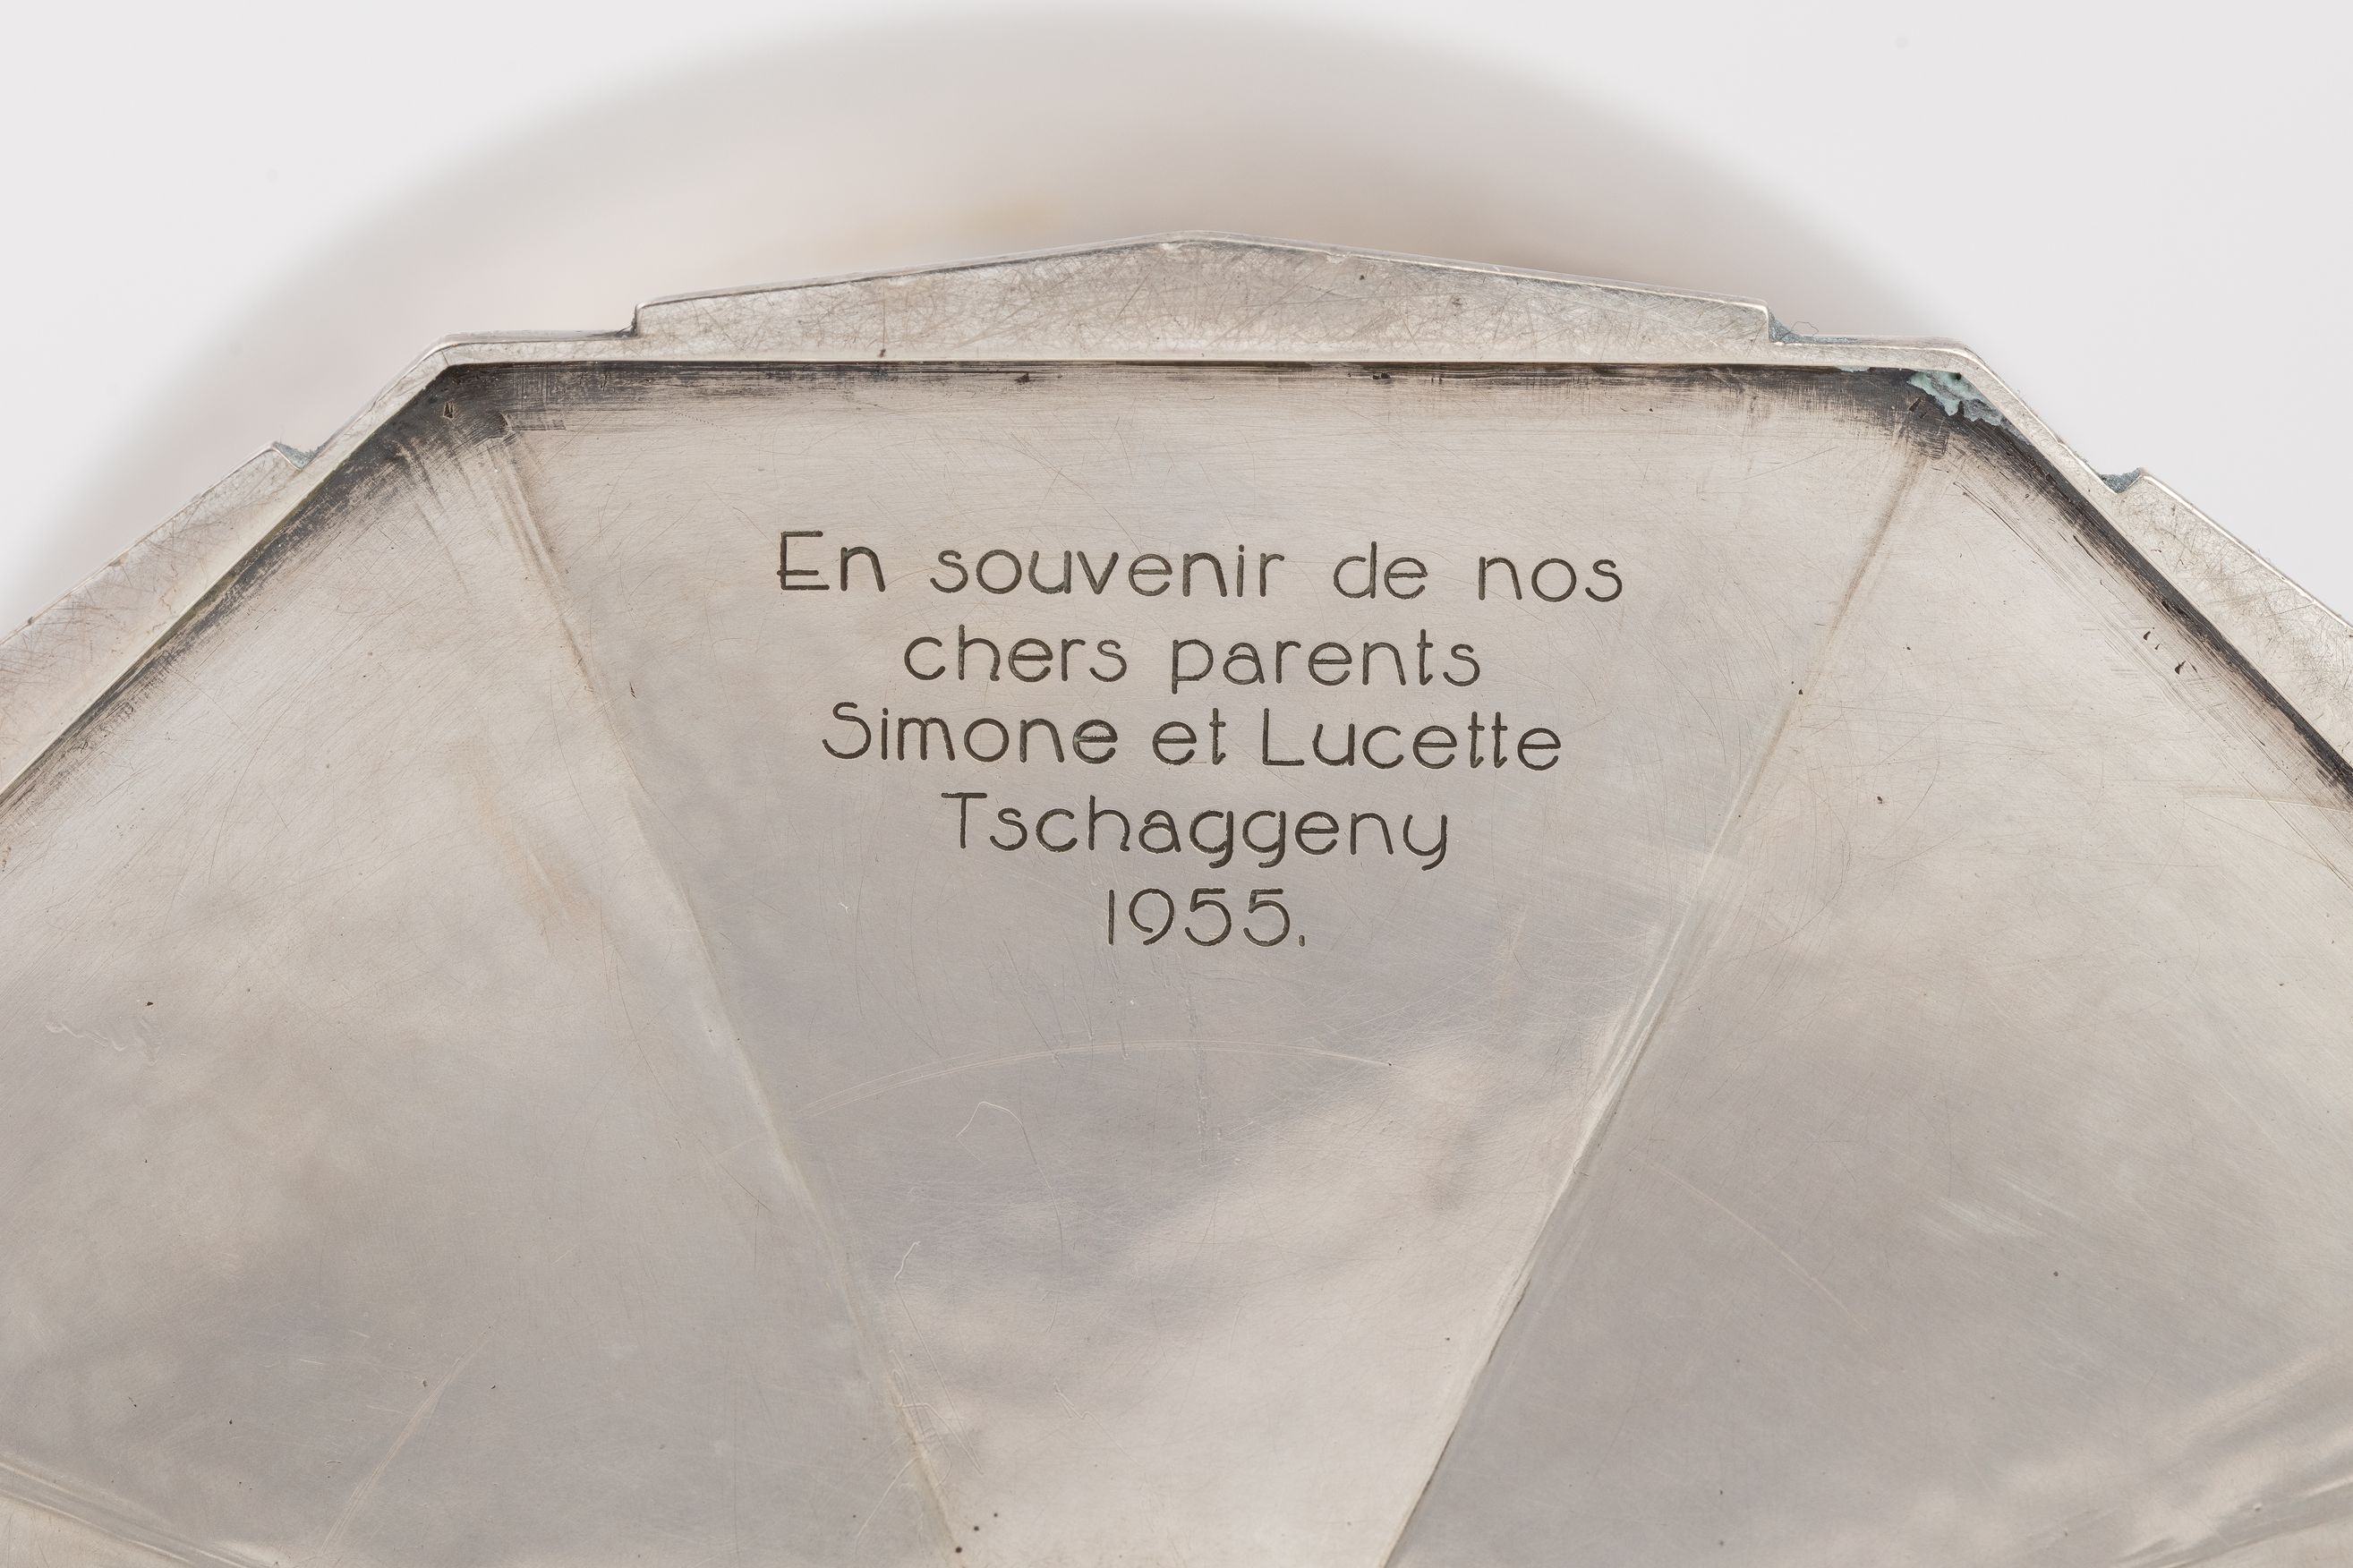 En souvenir de nos
chers parents
Simone et Lucette
Tschaggeny
1955.